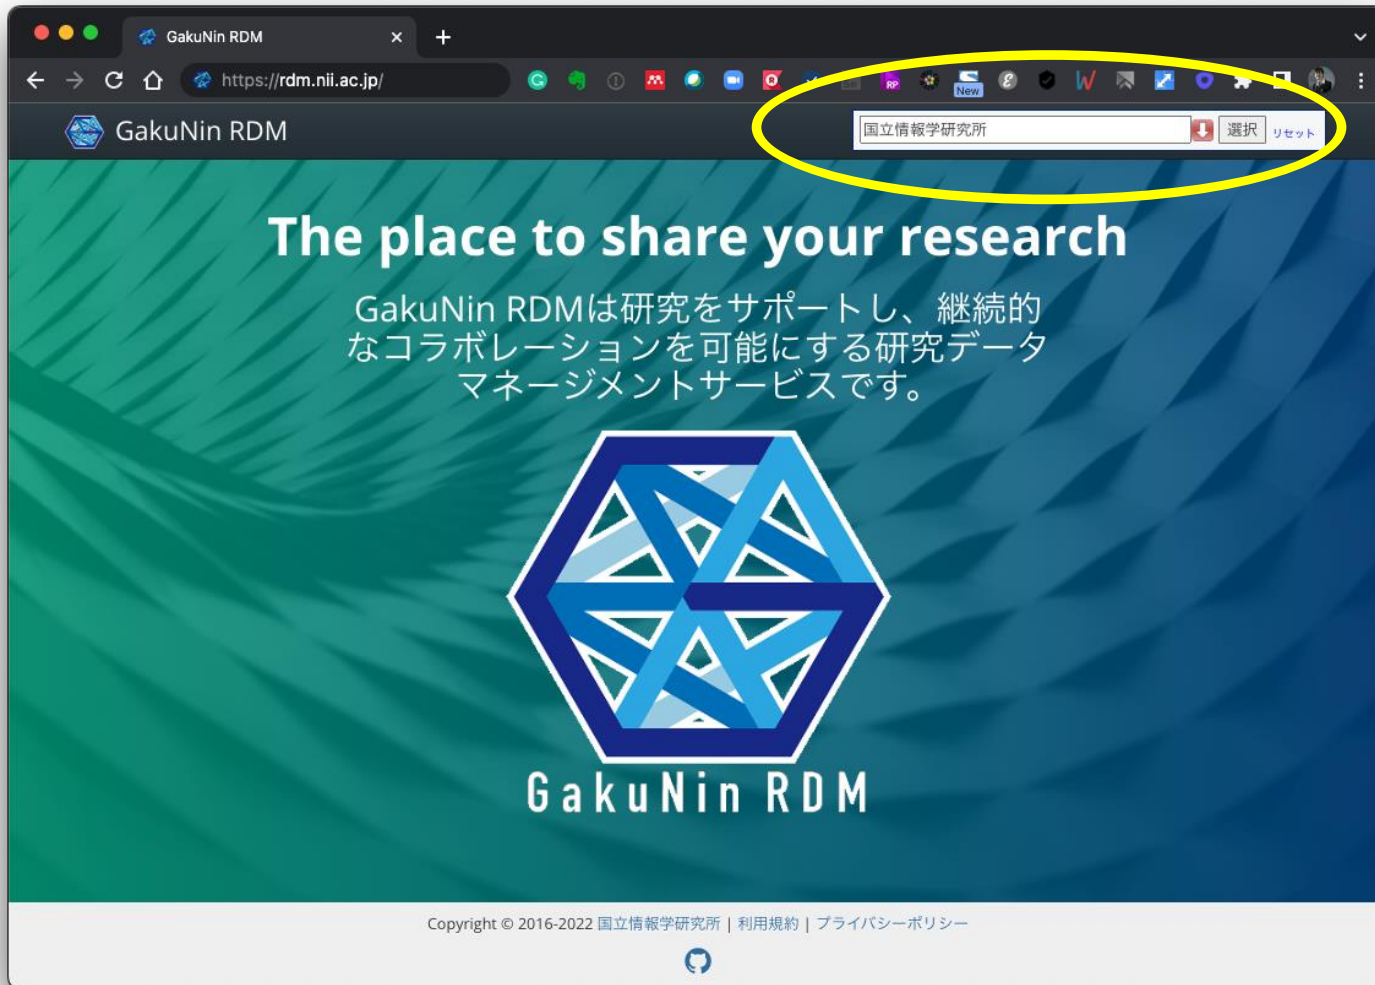 GakuNin RDM
https://rdm.nii.ac.jp/
RP
New
GakuNin RDM
国立情報学研究所
選択
リセット
The place to share your research
GakuNin RDMは研究をサポートし、継続的
なコラボレーションを可能にする研究データ
マネージメントサービスです。
GakuNin RDM
Copyright © 2016-2022 国立情報学研究所 | 利用規約 | プライバシーポリシー